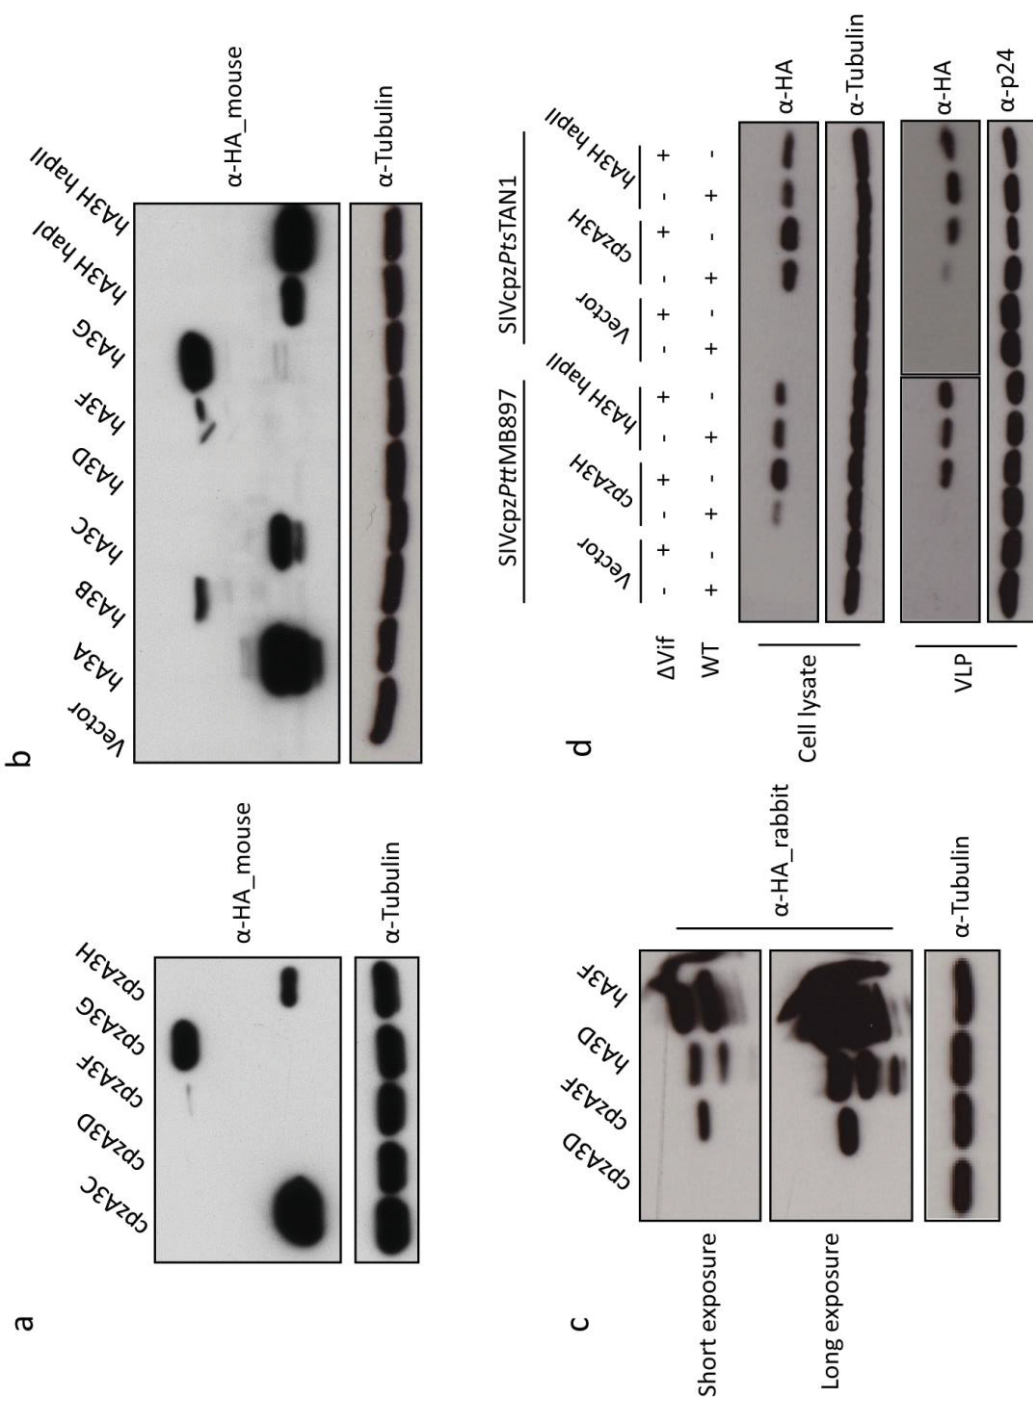 a
cpzA3C cpzA3D cpzA3F cpzA3G cpzA3H
α-HA_mouse
α-Tubulin
b
Vector hA3A hA3B hA3C hA3D hA3F hA3G hA3H hapI hA3H hapII
α-HA_mouse
α-Tubulin
c
cpzA3D cpzA3F hA3D hA3F
Short exposure
Long exposure
α-HA_rabbit
α-Tubulin
d
SIVcpzPttMB897 SIVcpzPtsTAN1
Vector cpzA3H hA3H hapII Vector cpzA3H hA3H hapII
ΔVif - + - + - + - + - + - +
WT + - + - + - + - + - + -
Cell lysate
α-HA
α-Tubulin
VLP
α-HA
α-p24